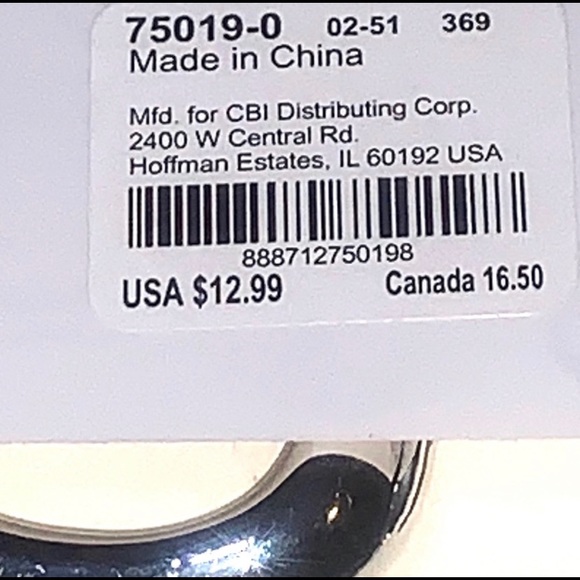 75019-0 02-51 369
Made in China
Mfd. for CBI Distributing Corp.
2400 W Central Rd.
Hoffman Estates, IL 60192 USA
888712750198
USA $12.99 Canada 16.50